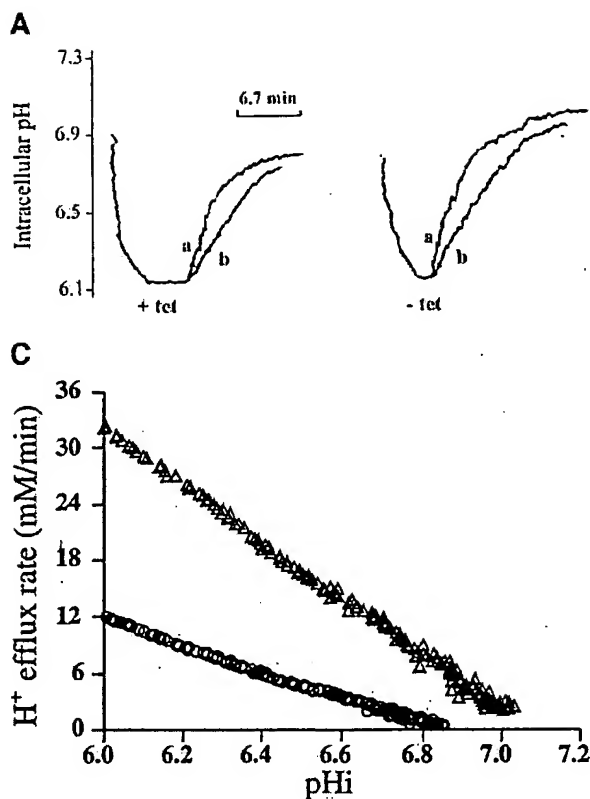 A
Intracellular pH
7.3
6.9
6.5
6.1
6.7 min
a
b
+ tet
a
b
- tet
C
H⁺ efflux rate (mM/min)
36
30
24
18
12
6
0
6.0 6.2 6.4 6.6 6.8 7.0 7.2
pHi